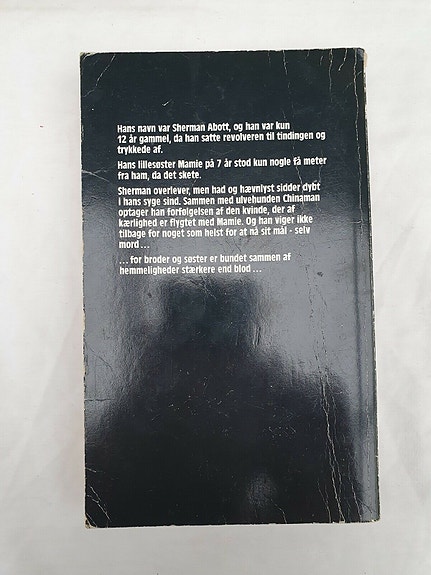 Hans navn var Sherman Abott, og han var kun
12 år gammel, da han satte revolveren til tindingen og
trykkede af.
Hans lillesøster Mamie på 7 år stod kun nogle få meter
fra ham, da det skete.
Sherman overlever, men had og hævnlyst sidder dybt
i hans syge sind. Sammen med ulvehunden Chinaman
optager han forfølgelsen af den kvinde, der af
kærlighed er flygtet med Mamie. Og han viger ikke
tilbage for noget som helst for at nå sit mål - selv
mord ...
... for broder og søster er bundet sammen af
hemmeligheder stærkere end blod ...